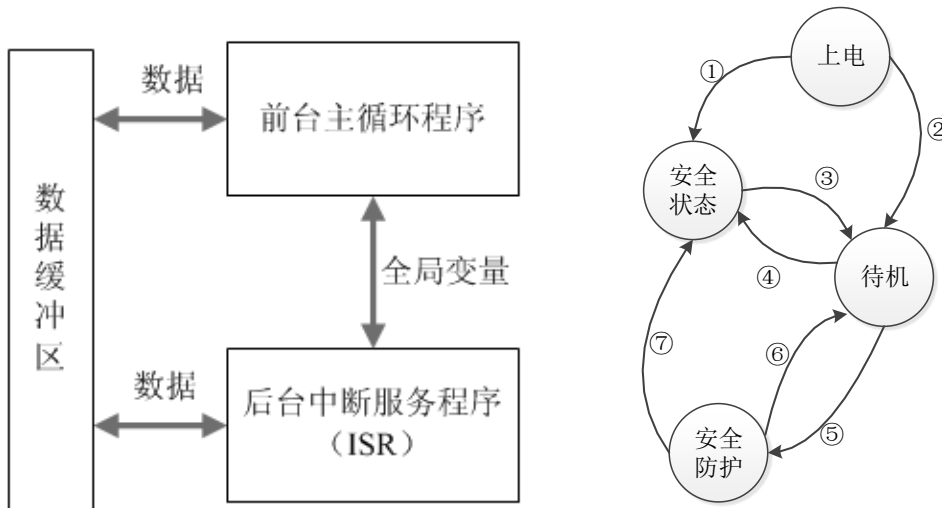 数据缓冲区
数据
前台主循环程序
全局变量
数据
后台中断服务程序
（ISR）
上电
①
②
安全
状态
③
④
待机
⑦
⑥
⑤
安全
防护